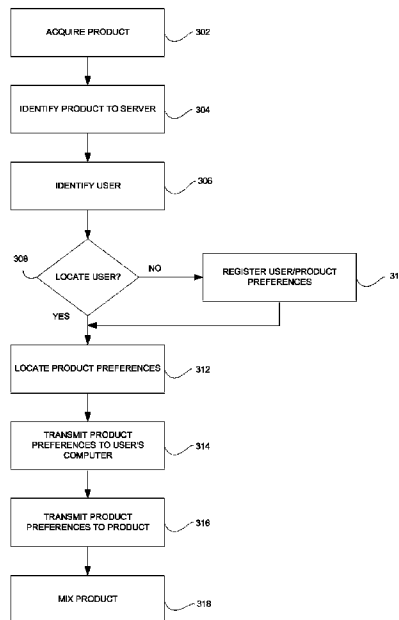 ACQUIRE PRODUCT
302
IDENTIFY PRODUCT TO SERVER
304
IDENTIFY USER
306
308
LOCATE USER?
NO
REGISTER USER/PRODUCT
PREFERENCES
31
YES
LOCATE PRODUCT PREFERENCES
312
TRANSMIT PRODUCT
PREFERENCES TO USER'S
COMPUTER
314
TRANSMIT PRODUCT
PREFERENCES TO PRODUCT
316
MIX PRODUCT
318